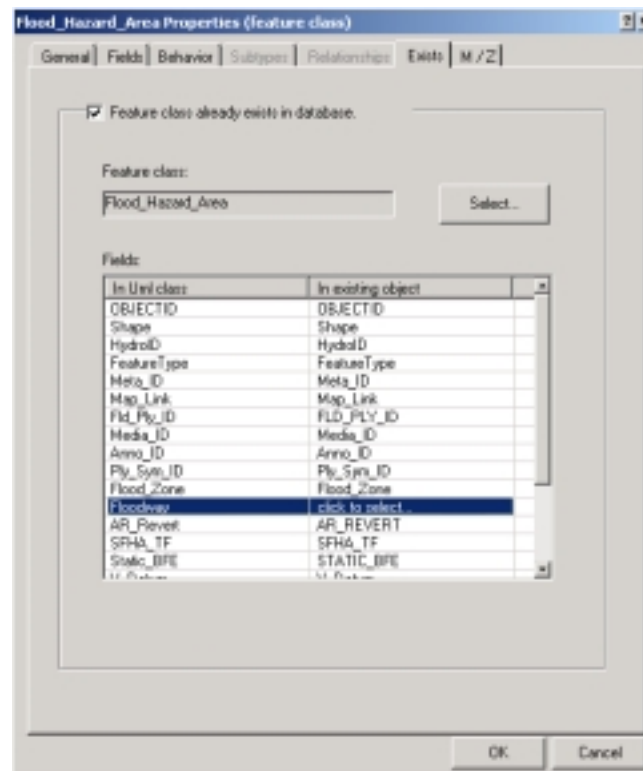 Flood_Hazard_Area Properties (feature class)
General Fields Behavior Subtypes Relationships Exists M /Z
Feature class already exists in database.
Feature class:
Flood_Hazard_Area Select...
Fields:
In Uml class In existing object
OBJECTID OBJECTID
Shape Shape
HydroID HydroID
FeatureType FeatureType
Meta_ID Meta_ID
Map_Link Map_Link
Fld_Ply_ID FLD_PLY_ID
Media_ID Media_ID
Anno_ID Anno_ID
Ply_Sym_ID Ply_Sym_ID
Flood_Zone Flood_Zone
Floodway click to select...
AR_Revert AR_REVERT
SFHA_TF SFHA_TF
Static_BFE STATIC_BFE
OK Cancel